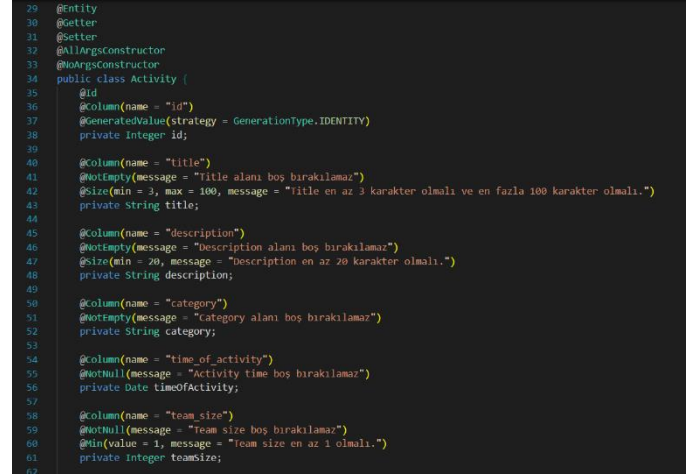 29 @Entity
30 @Getter
31 @Setter
32 @AllArgsConstructor
33 @NoArgsConstructor
34 public class Activity {
35 @Id
36 @Column(name = "id")
37 @GeneratedValue(strategy = GenerationType.IDENTITY)
38 private Integer id;
39
40 @Column(name = "title")
41 @NotEmpty(message = "Title alanı boş bırakılamaz")
42 @Size(min = 3, max = 100, message = "Title en az 3 karakter olmalı ve en fazla 100 karakter olmalı.")
43 private String title;
44
45 @Column(name = "description")
46 @NotEmpty(message = "Description alanı boş bırakılamaz")
47 @Size(min = 20, message = "Description en az 20 karakter olmalı.")
48 private String description;
49
50 @Column(name = "category")
51 @NotEmpty(message = "Category alanı boş bırakılamaz")
52 private String category;
53
54 @Column(name = "time_of_activity")
55 @NotNull(message = "Activity time boş bırakılamaz")
56 private Date timeOfActivity;
57
58 @Column(name = "team_size")
59 @NotNull(message = "Team size boş bırakılamaz")
60 @Min(value = 1, message = "Team size en az 1 olmalı.")
61 private Integer teamSize;
62